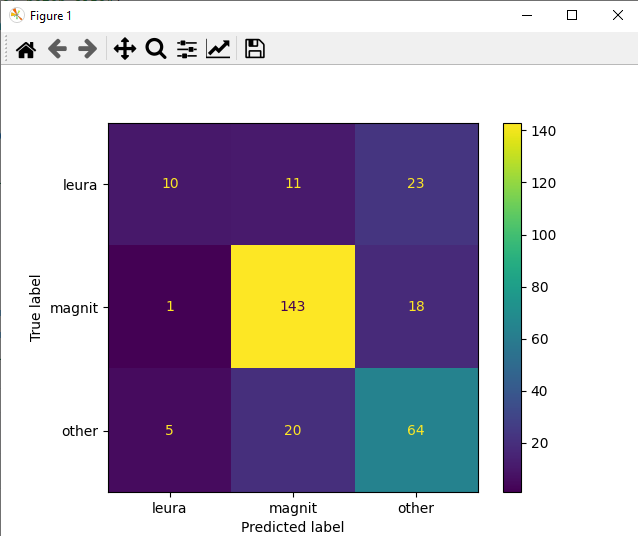 Figure 1
leura
10
11
23
magnit
1
143
18
other
5
20
64
leura
magnit
other
True label
Predicted label
140
120
100
80
60
40
20